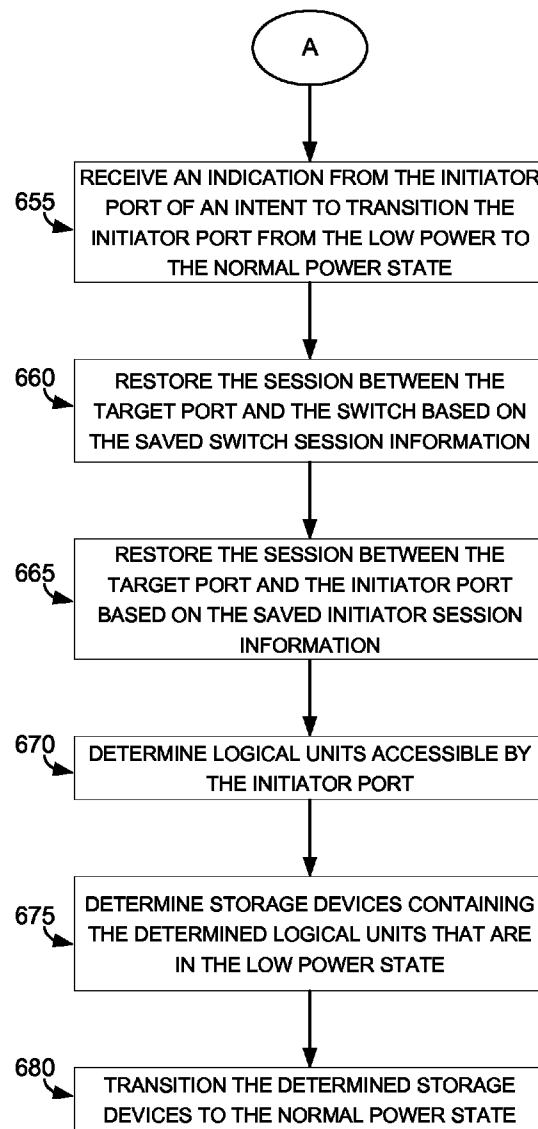 A
655
RECEIVE AN INDICATION FROM THE INITIATOR
PORT OF AN INTENT TO TRANSITION THE
INITIATOR PORT FROM THE LOW POWER TO
THE NORMAL POWER STATE
660
RESTORE THE SESSION BETWEEN THE
TARGET PORT AND THE SWITCH BASED ON
THE SAVED SWITCH SESSION INFORMATION
665
RESTORE THE SESSION BETWEEN THE
TARGET PORT AND THE INITIATOR PORT
BASED ON THE SAVED INITIATOR SESSION
INFORMATION
670
DETERMINE LOGICAL UNITS ACCESSIBLE BY
THE INITIATOR PORT
675
DETERMINE STORAGE DEVICES CONTAINING
THE DETERMINED LOGICAL UNITS THAT ARE
IN THE LOW POWER STATE
680
TRANSITION THE DETERMINED STORAGE
DEVICES TO THE NORMAL POWER STATE